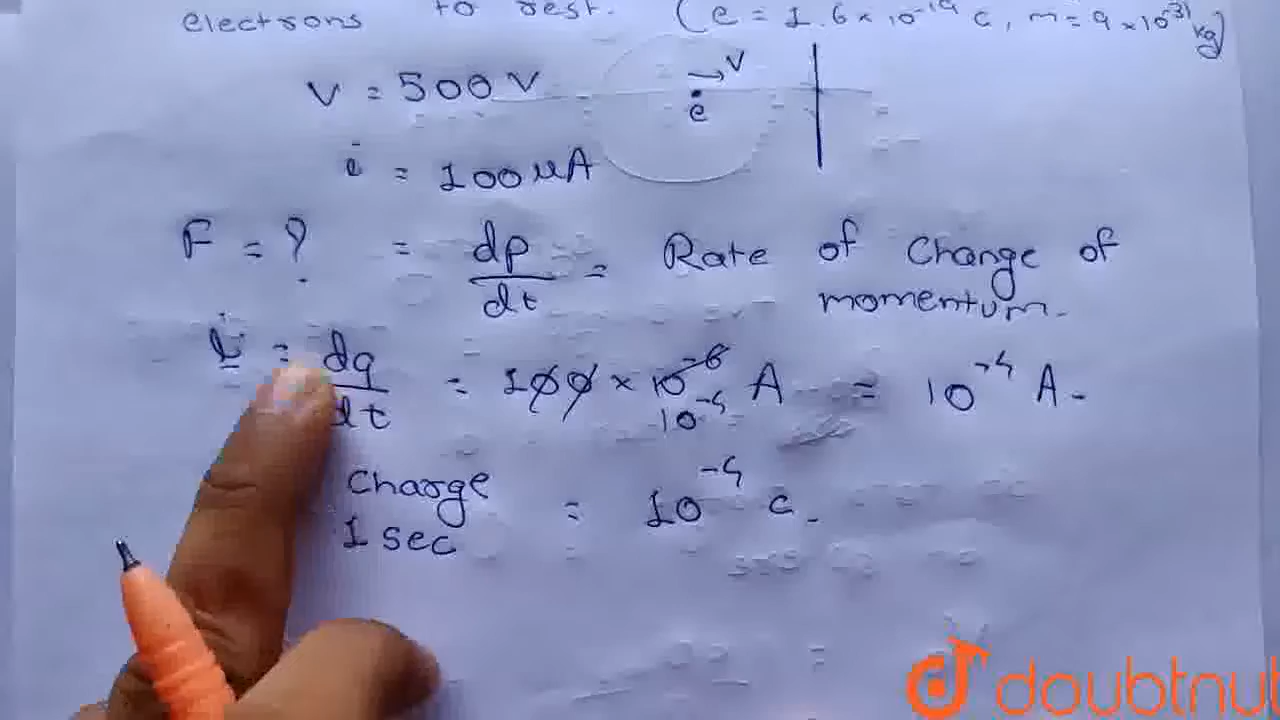 electrons to rest. (e = 1.6 × 10⁻¹⁹ c, m = 9 × 10⁻³¹ kg)
V = 500 V
→ V
e
i = 100 μA
F = ? = dp/dt = Rate of Change of
momentum.
i = dq/dt = 100 × 10⁻⁶ A = 10⁻⁴ A.
10⁻⁴
Charge
1 sec = 10⁻⁴ c.
doubtnut